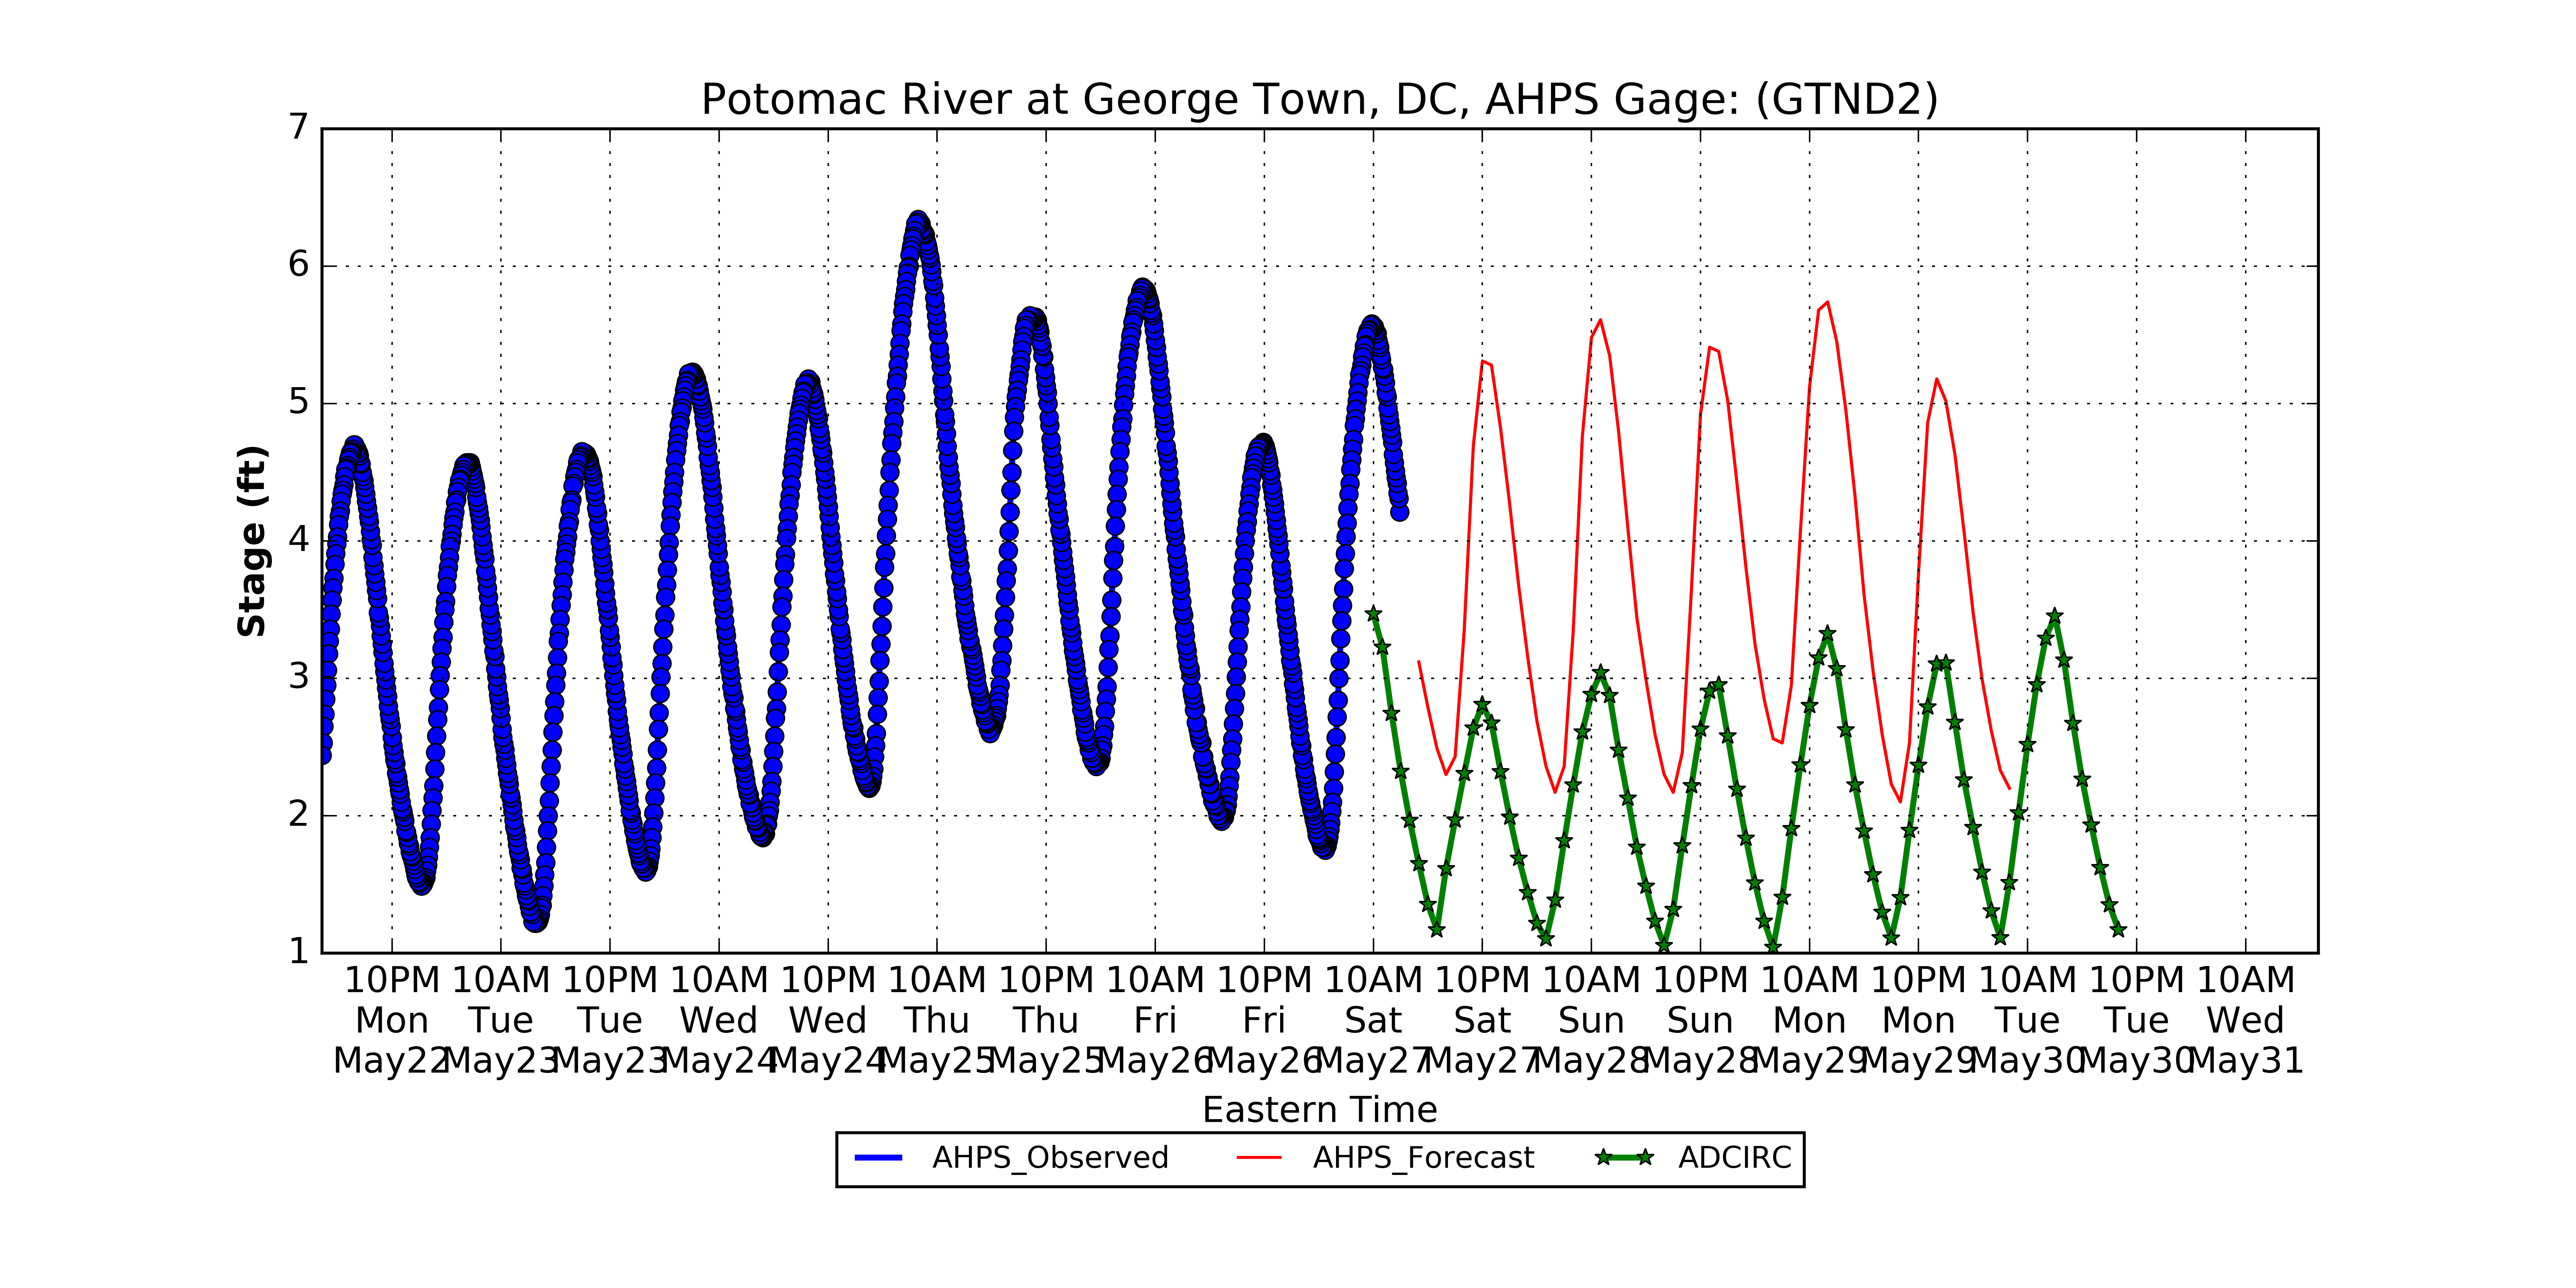 Potomac River at George Town, DC, AHPS Gage: (GTND2)
7
6
5
4
3
2
1
Stage (ft)
10PM 10AM 10PM 10AM 10PM 10AM 10PM 10AM 10PM 10AM 10PM 10AM 10PM 10AM 10PM 10AM 10PM 10AM
Mon Tue Tue Wed Wed Thu Thu Fri Fri Sat Sat Sun Sun Mon Mon Tue Tue Wed
May22 May23 May23 May24 May24 May25 May25 May26 May26 May27 May27 May28 May28 May29 May29 May30 May30 May31
Eastern Time
AHPS_Observed AHPS_Forecast ADCIRC